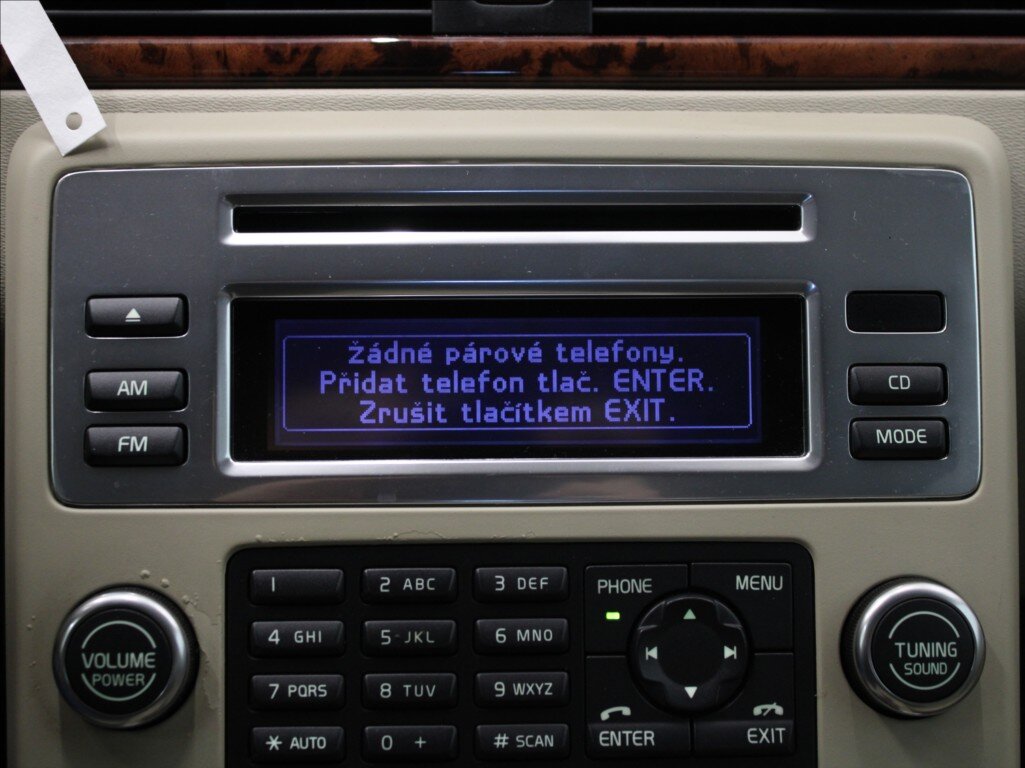 AM
FM
CD
MODE
Žádné párové telefony.
Přidat telefon tlač. ENTER.
Zrušit tlačítkem EXIT.
VOLUME
POWER
1
2 ABC
3 DEF
4 GHI
5 JKL
6 MNO
7 PQRS
8 TUV
9 WXYZ
* AUTO
0 +
# SCAN
PHONE
MENU
ENTER
EXIT
TUNING
SOUND